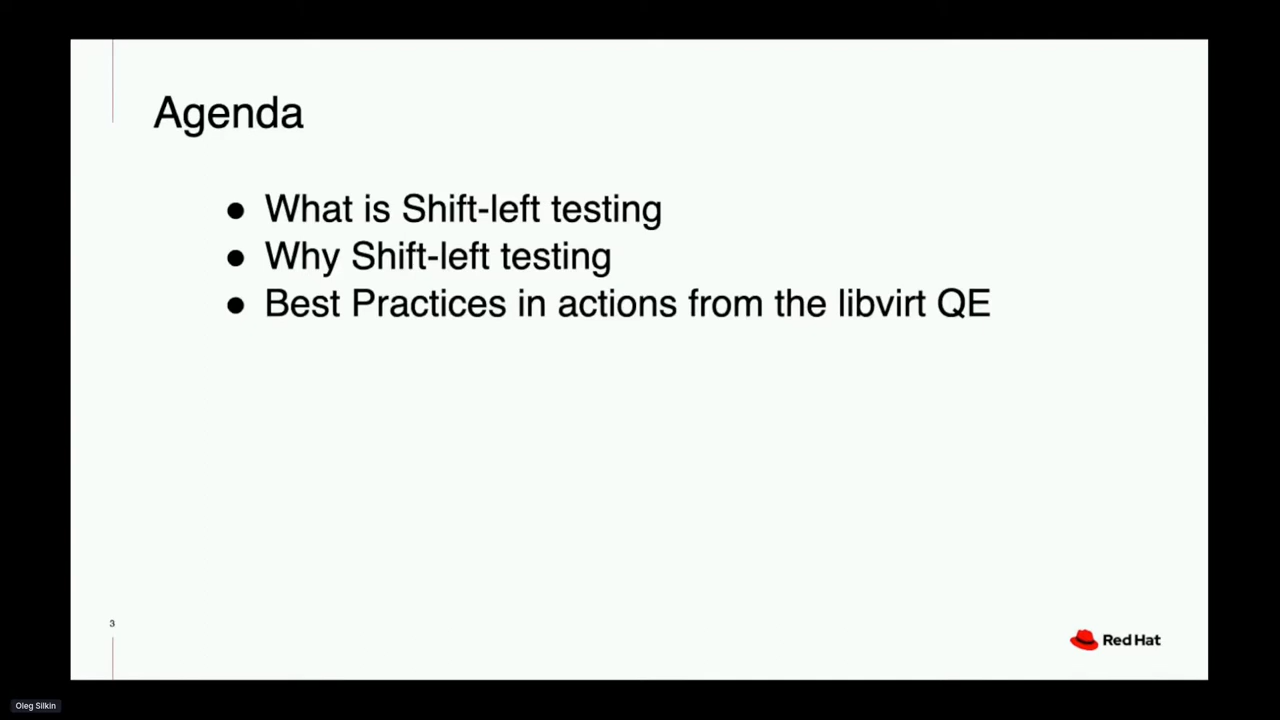 Agenda
● What is Shift-left testing
● Why Shift-left testing
● Best Practices in actions from the libvirt QE
3
Red Hat
Oleg Silkin